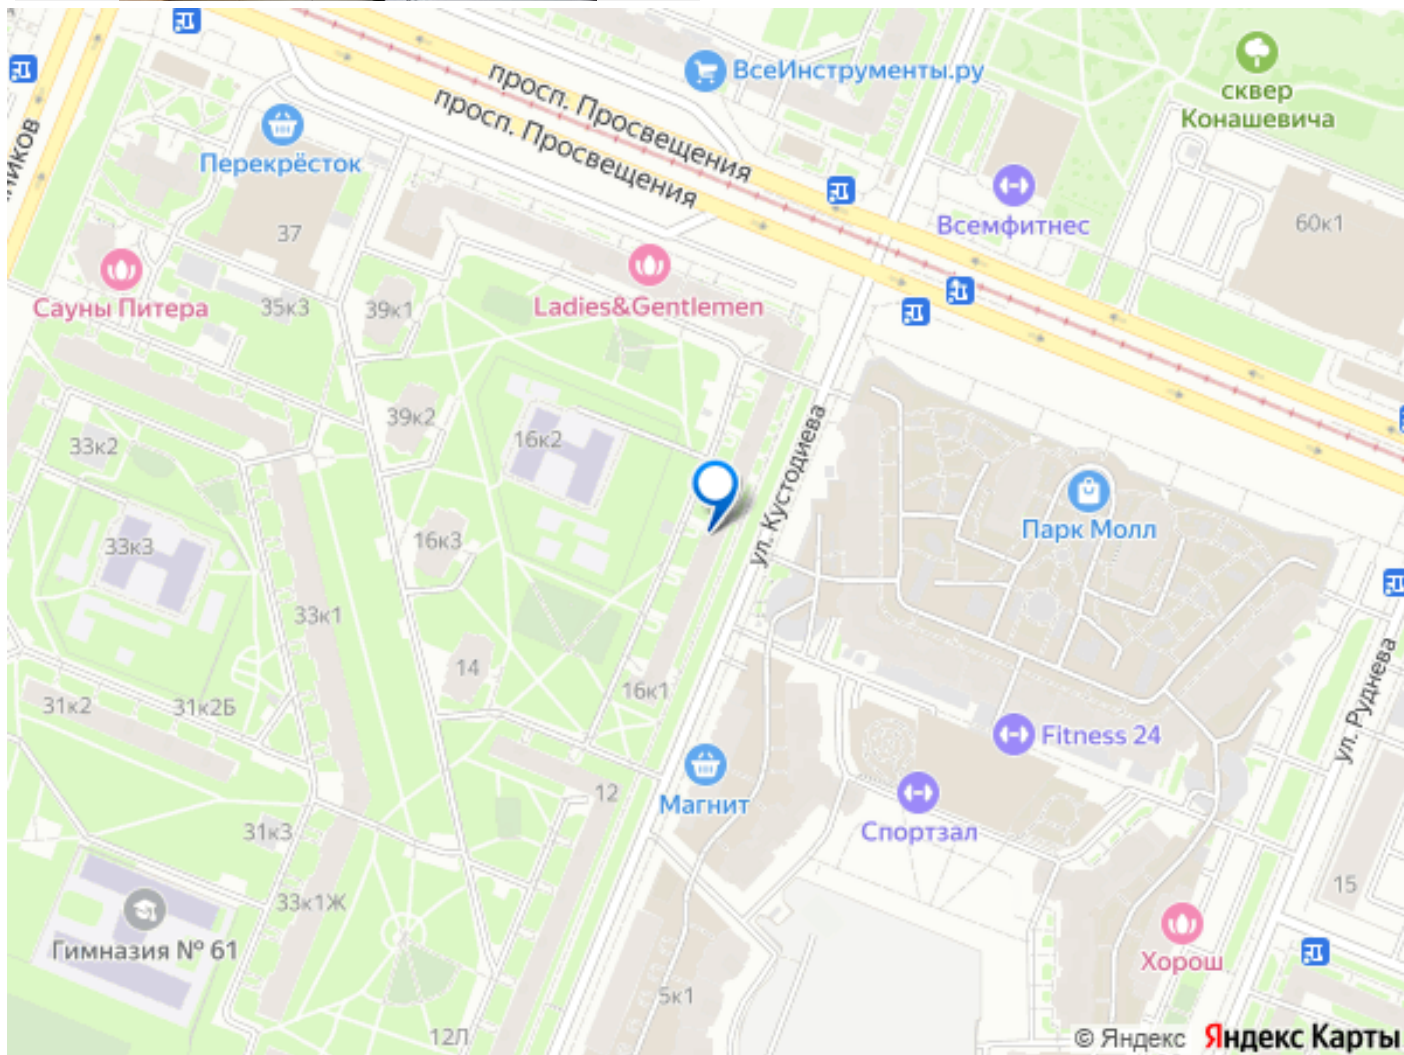 ВсеИнструменты.ру
просп. Просвещения
просп. Просвещения
сквер
Конашевича
Перекрёсток
Всемфитнес
60к1
37
Сауны Питера
35к3
39к1
Ladies&Gentlemen
39к2
16к2
33к2
ул. Кустодиева
Парк Молл
33к3
16к3
33к1
14
16к1
31к2
31к2Б
ул. Руднева
Fitness 24
Магнит
12
Спортзал
31к3
33к1Ж
15
Гимназия № 61
Хорош
5к1
12Л
© Яндекс Яндекс Карты